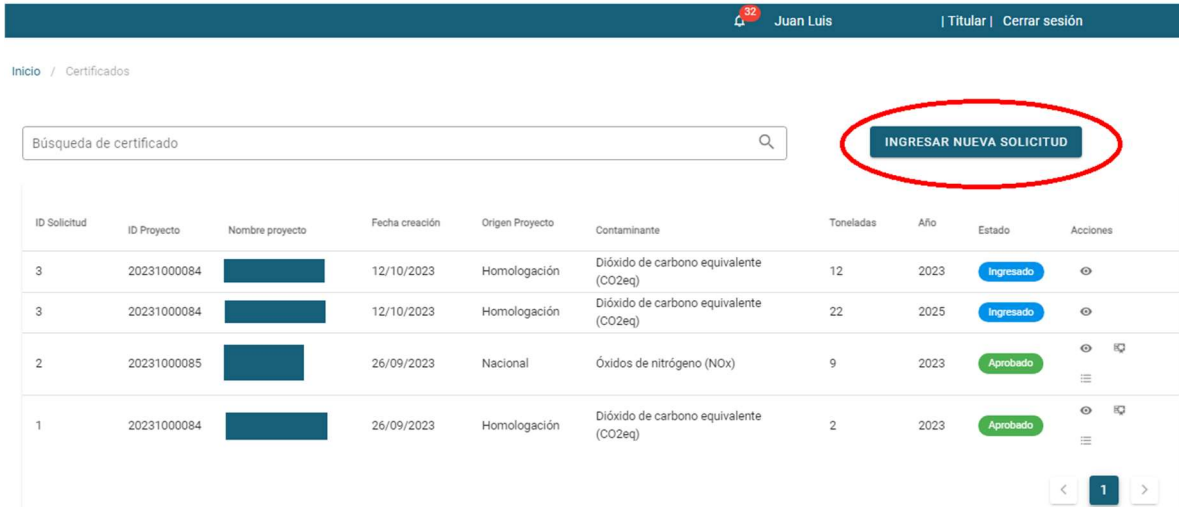 32
Juan Luis | Titular | Cerrar sesión
Inicio / Certificados
Búsqueda de certificado
INGRESAR NUEVA SOLICITUD
ID Solicitud ID Proyecto Nombre proyecto Fecha creación Origen Proyecto Contaminante Toneladas Año Estado Acciones
3 20231000084 12/10/2023 Homologación Dióxido de carbono equivalente (CO2eq) 12 2023 Ingresado
3 20231000084 12/10/2023 Homologación Dióxido de carbono equivalente (CO2eq) 22 2025 Ingresado
2 20231000085 26/09/2023 Nacional Óxidos de nitrógeno (NOx) 9 2023 Aprobado
1 20231000084 26/09/2023 Homologación Dióxido de carbono equivalente (CO2eq) 2 2023 Aprobado
< 1 >